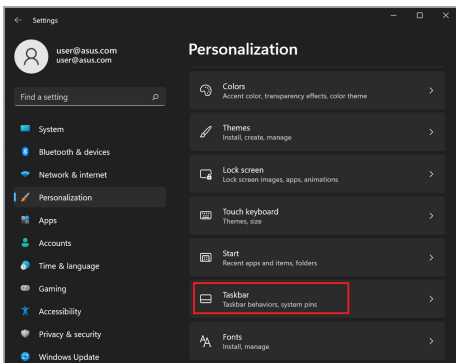 Settings
user@asus.com
user@asus.com
Find a setting
System
Bluetooth & devices
Network & internet
Personalization
Apps
Accounts
Time & language
Gaming
Accessibility
Privacy & security
Windows Update
Personalization
Colors
Accent color, transparency effects, color theme
Themes
Install, create, manage
Lock screen
Lock screen images, apps, animations
Touch keyboard
Themes, size
Start
Recent apps and items, folders
Taskbar
Taskbar behaviors, system pins
Fonts
Install, manage